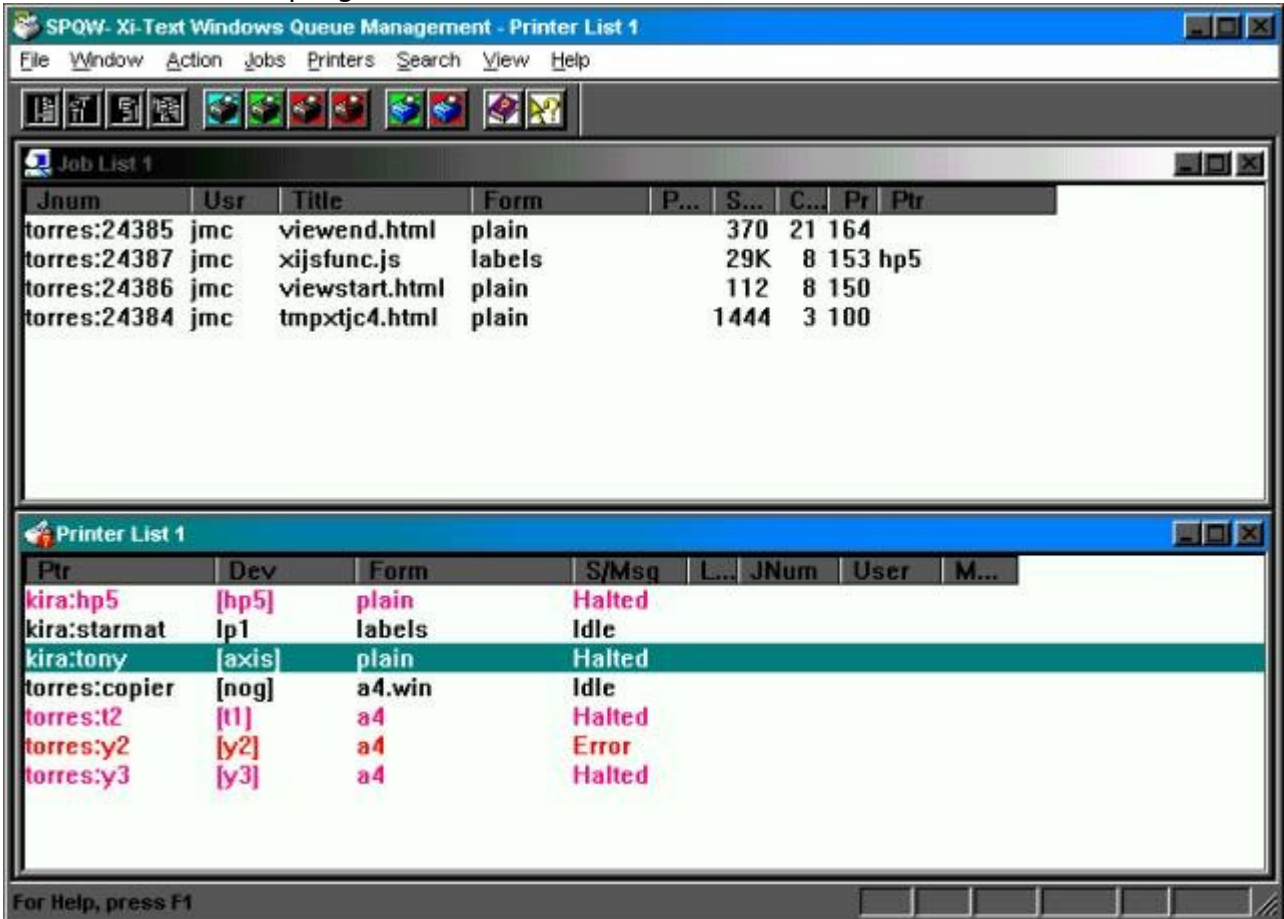 SPQW- Xi-Text Windows Queue Management - Printer List 1
File Window Action Jobs Printers Search View Help
Job List 1
Jnum Usr Title Form P... S... C... Pr Ptr
torres:24385 jmc viewend.html plain 370 21 164
torres:24387 jmc xijsfunc.js labels 29K 8 153 hp5
torres:24386 jmc viewstart.html plain 112 8 150
torres:24384 jmc tmpxtjc4.html plain 1444 3 100
Printer List 1
Ptr Dev Form S/Msg L... JNum User M...
kira:hp5 [hp5] plain Halted
kira:starmat lp1 labels Idle
kira:tony [axis] plain Halted
torres:copier [nog] a4.win Idle
torres:t2 [t1] a4 Halted
torres:y2 [y2] a4 Error
torres:y3 [y3] a4 Halted
For Help, press F1